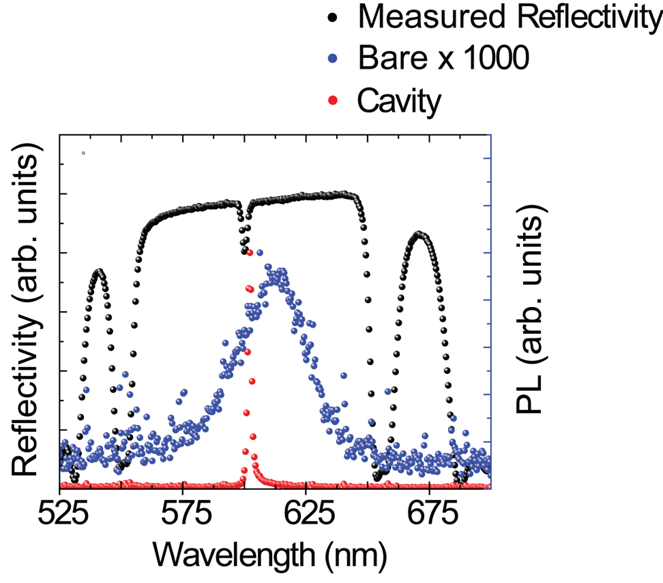 Measured Reflectivity
Bare x 1000
Cavity
Reflectivity (arb. units)
PL (arb. units)
525 575 625 675
Wavelength (nm)